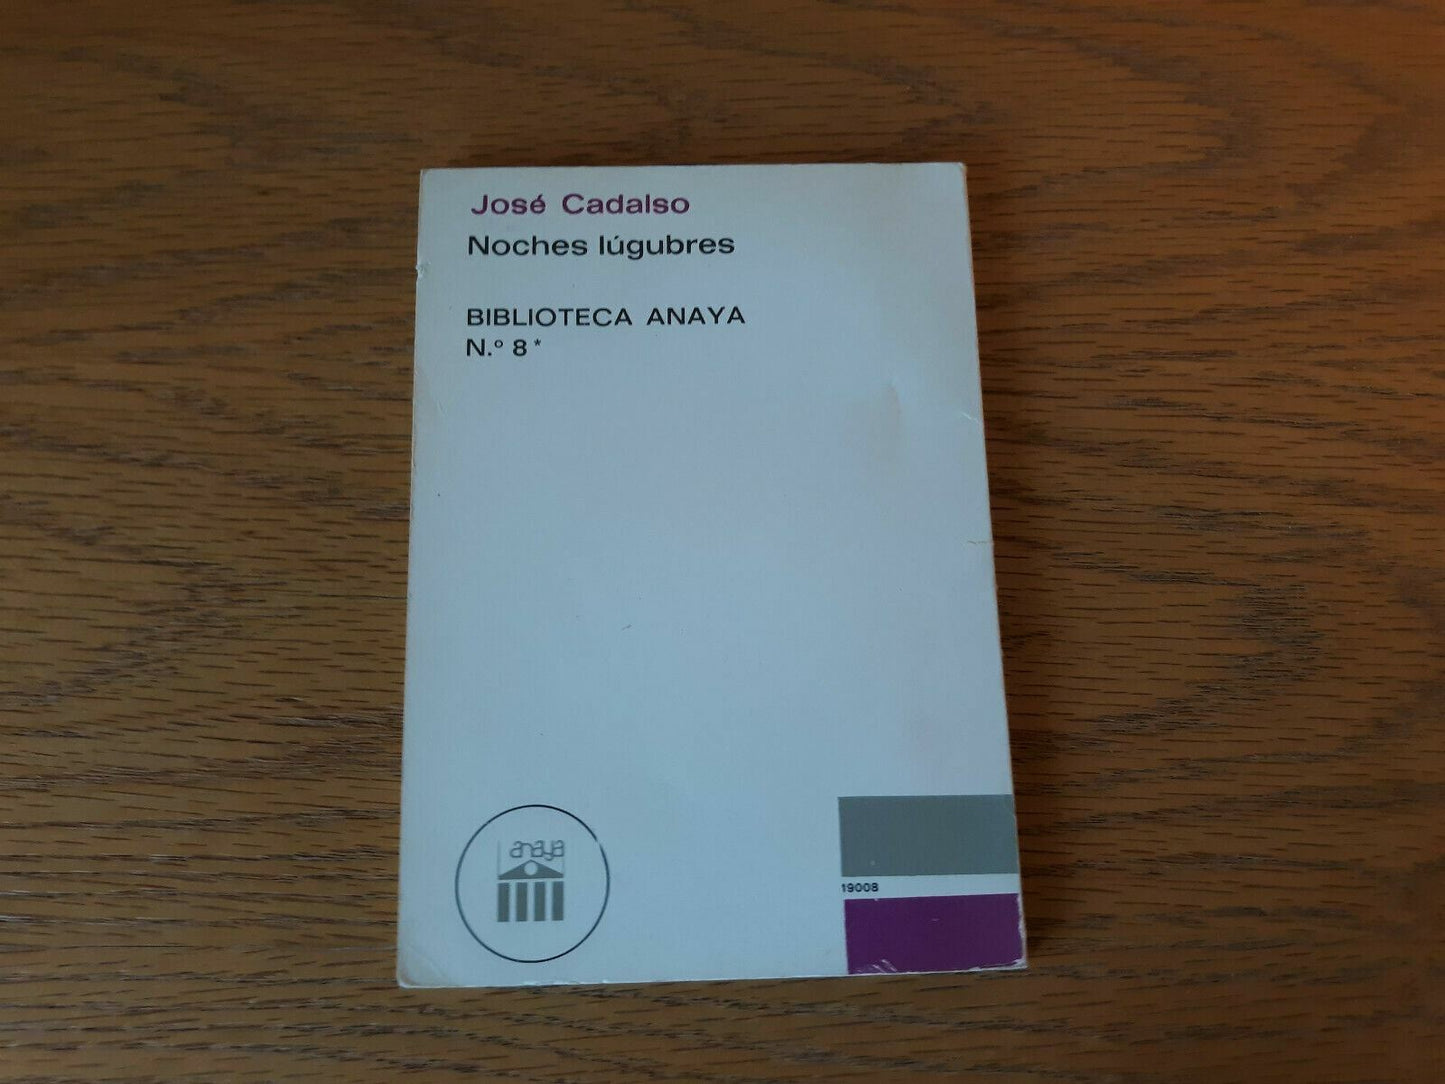 José Cadalso
Noches lúgubres
BIBLIOTECA ANAYA
N.º 8*
anaya
19008